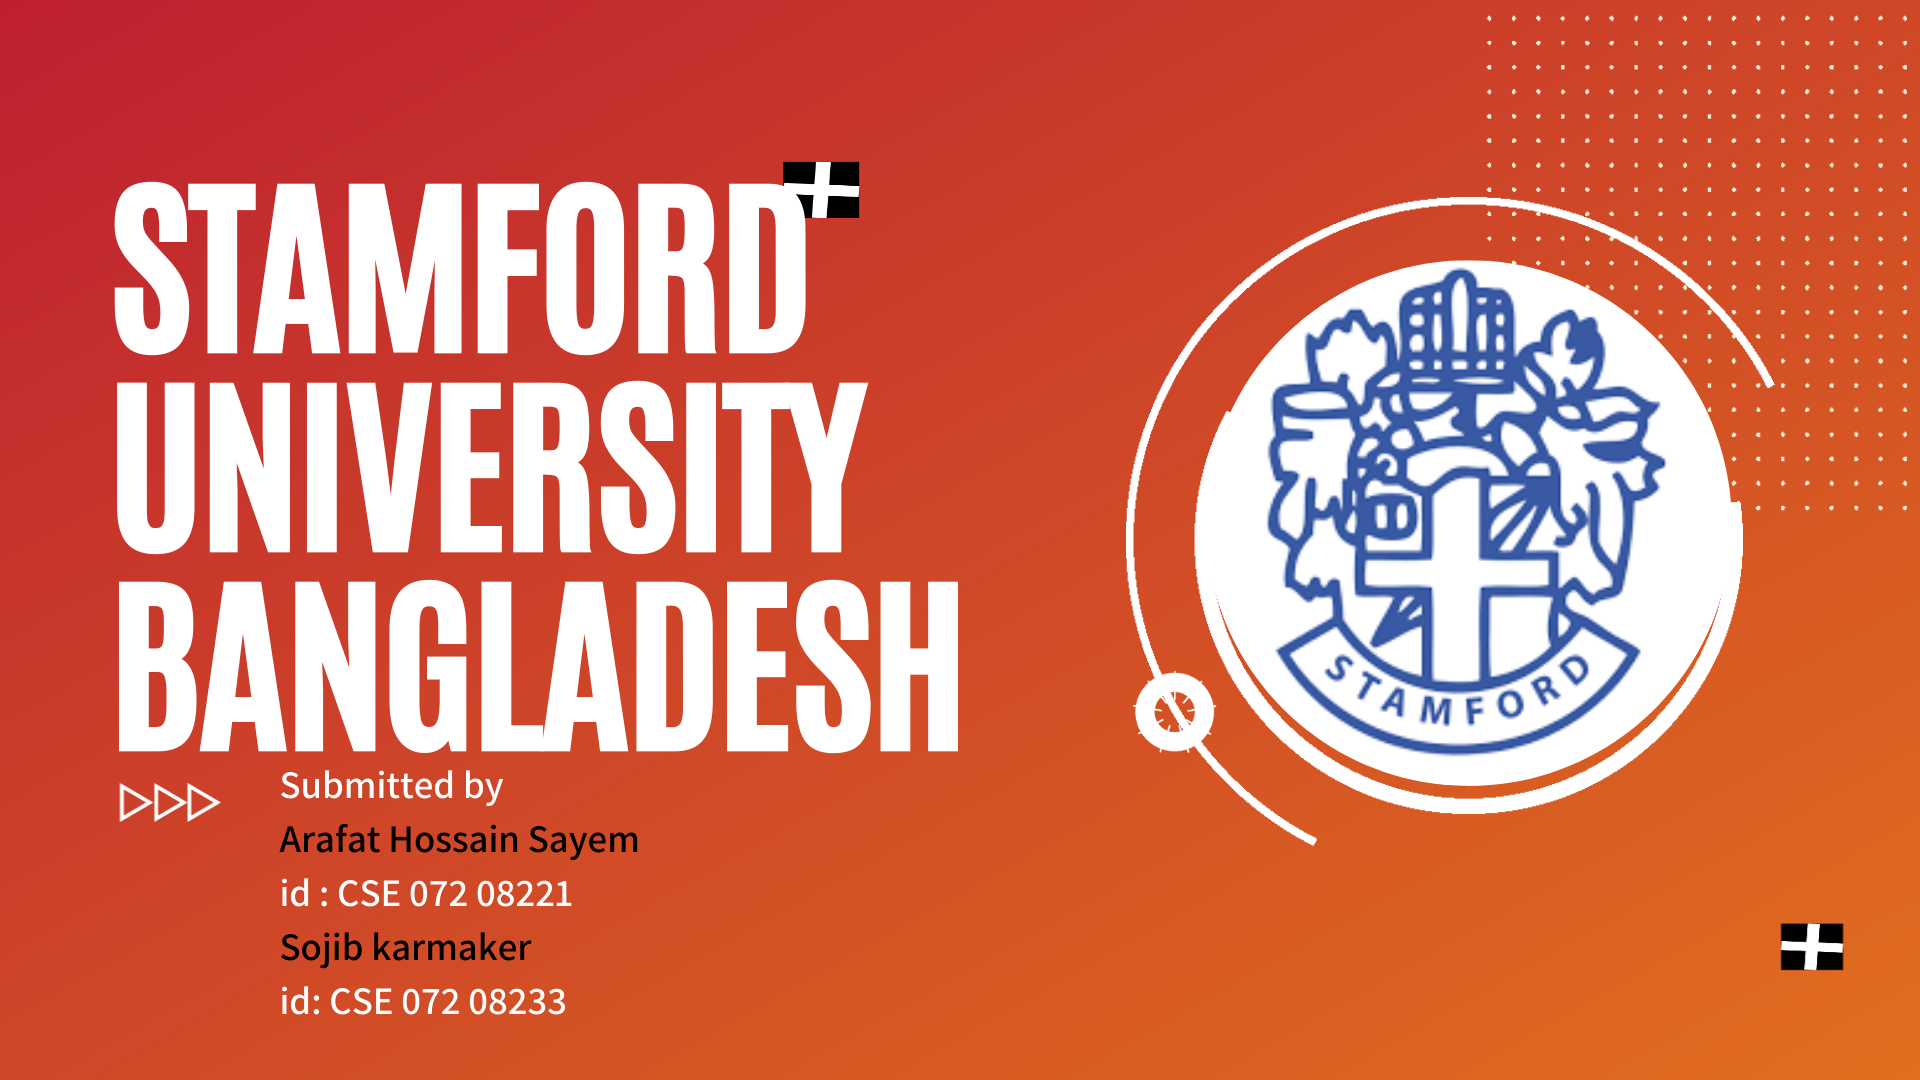 STAMFORD
UNIVERSITY
BANGLADESH
Submitted by
Arafat Hossain Sayem
id : CSE 072 08221
Sojib karmaker
id: CSE 072 08233
STAMFORD